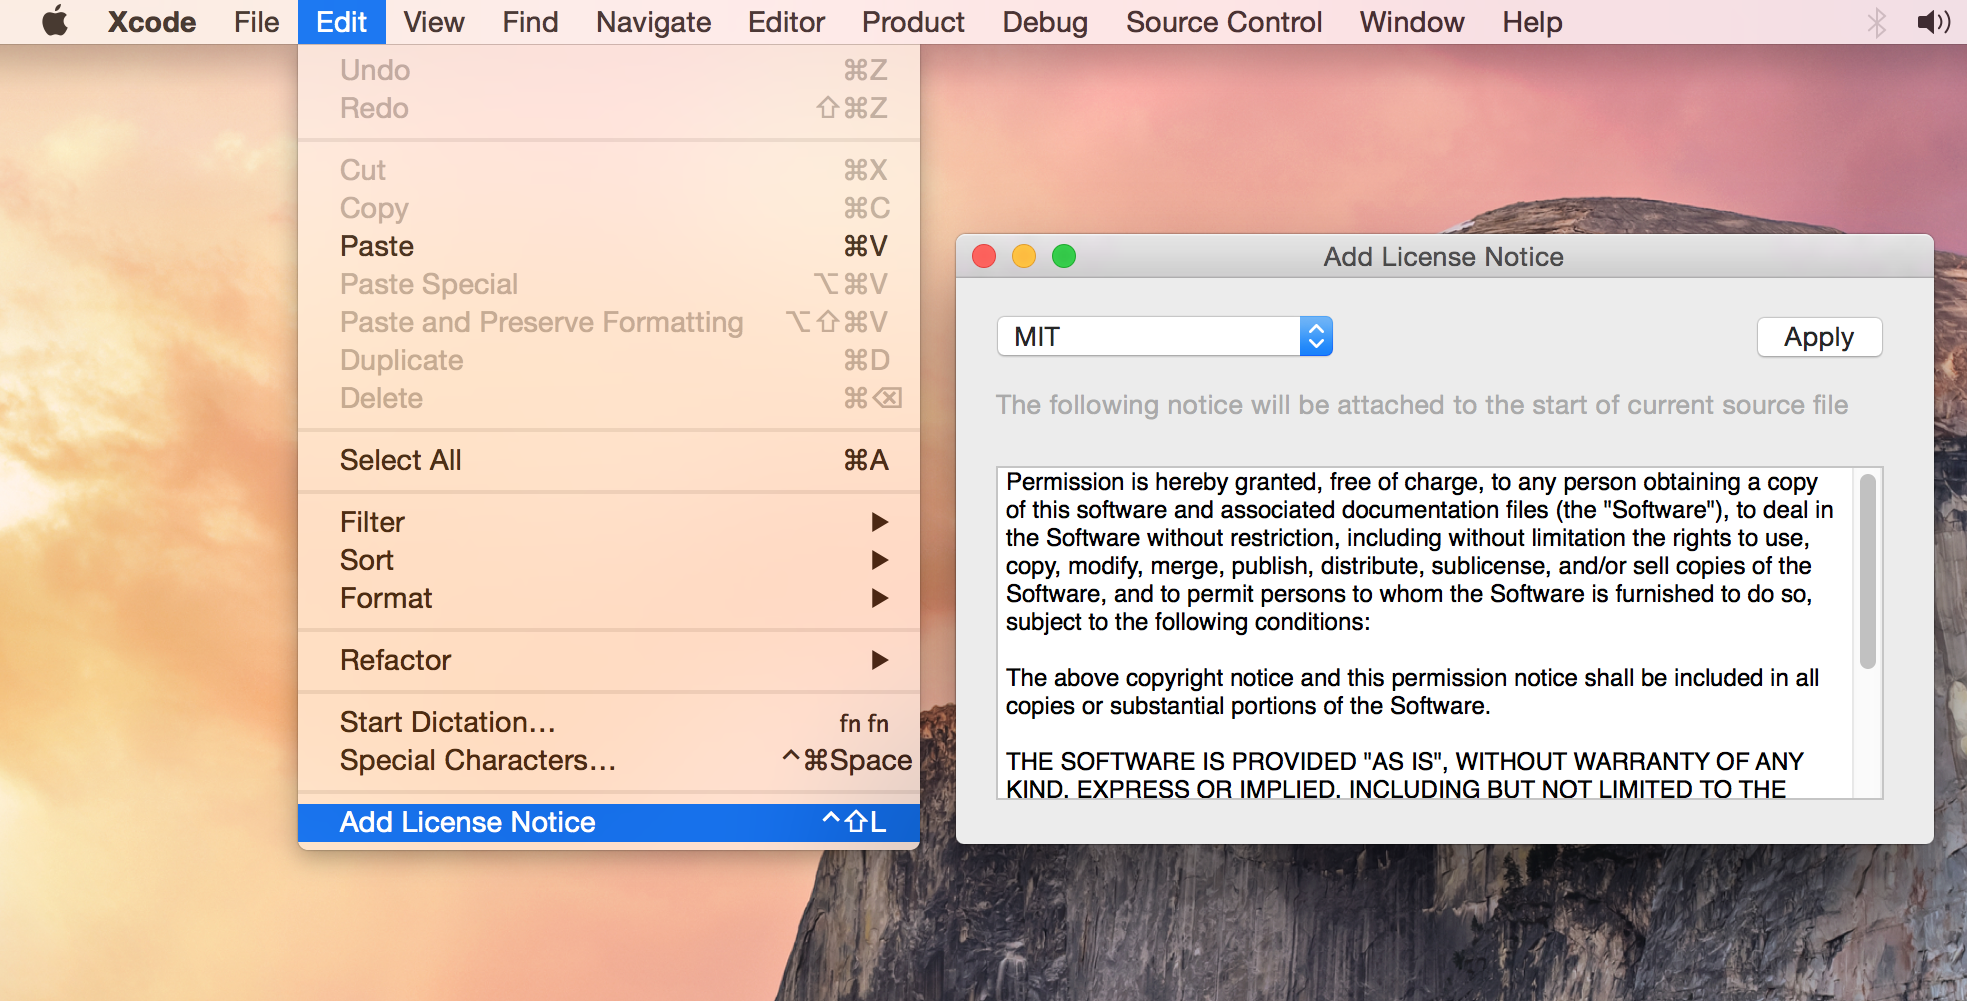 Xcode File Edit View Find Navigate Editor Product Debug Source Control Window Help
Undo ⌘Z
Redo ⇧⌘Z
Cut ⌘X
Copy ⌘C
Paste ⌘V
Paste Special ⌥⌘V
Paste and Preserve Formatting ⌥⇧⌘V
Duplicate ⌘D
Delete ⌘⌫
Select All ⌘A
Filter ▶
Sort ▶
Format ▶
Refactor ▶
Start Dictation… fn fn
Special Characters… ^⌘Space
Add License Notice ^⇧L
Add License Notice
MIT
Apply
The following notice will be attached to the start of current source file
Permission is hereby granted, free of charge, to any person obtaining a copy
of this software and associated documentation files (the "Software"), to deal in
the Software without restriction, including without limitation the rights to use,
copy, modify, merge, publish, distribute, sublicense, and/or sell copies of the
Software, and to permit persons to whom the Software is furnished to do so,
subject to the following conditions:
The above copyright notice and this permission notice shall be included in all
copies or substantial portions of the Software.
THE SOFTWARE IS PROVIDED "AS IS", WITHOUT WARRANTY OF ANY
KIND, EXPRESS OR IMPLIED, INCLUDING BUT NOT LIMITED TO THE